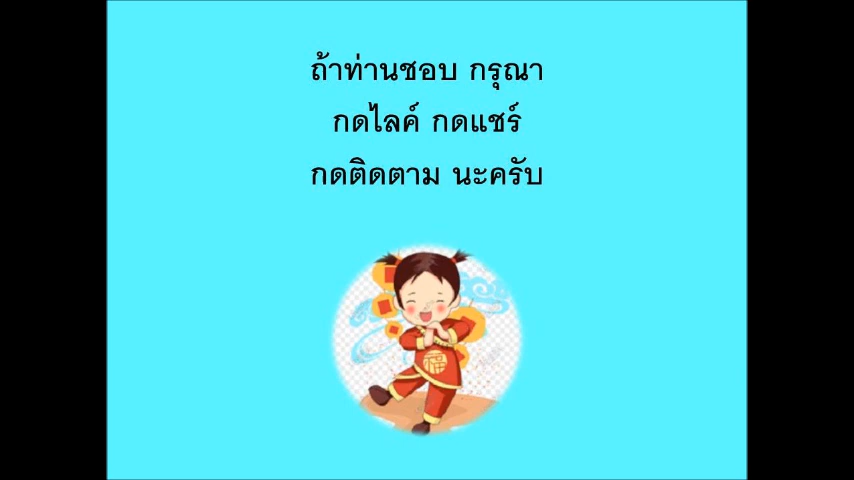 ถ้าท่านชอบ กรุณา
กดไลค์ กดแชร์
กดติดตาม นะครับ
福